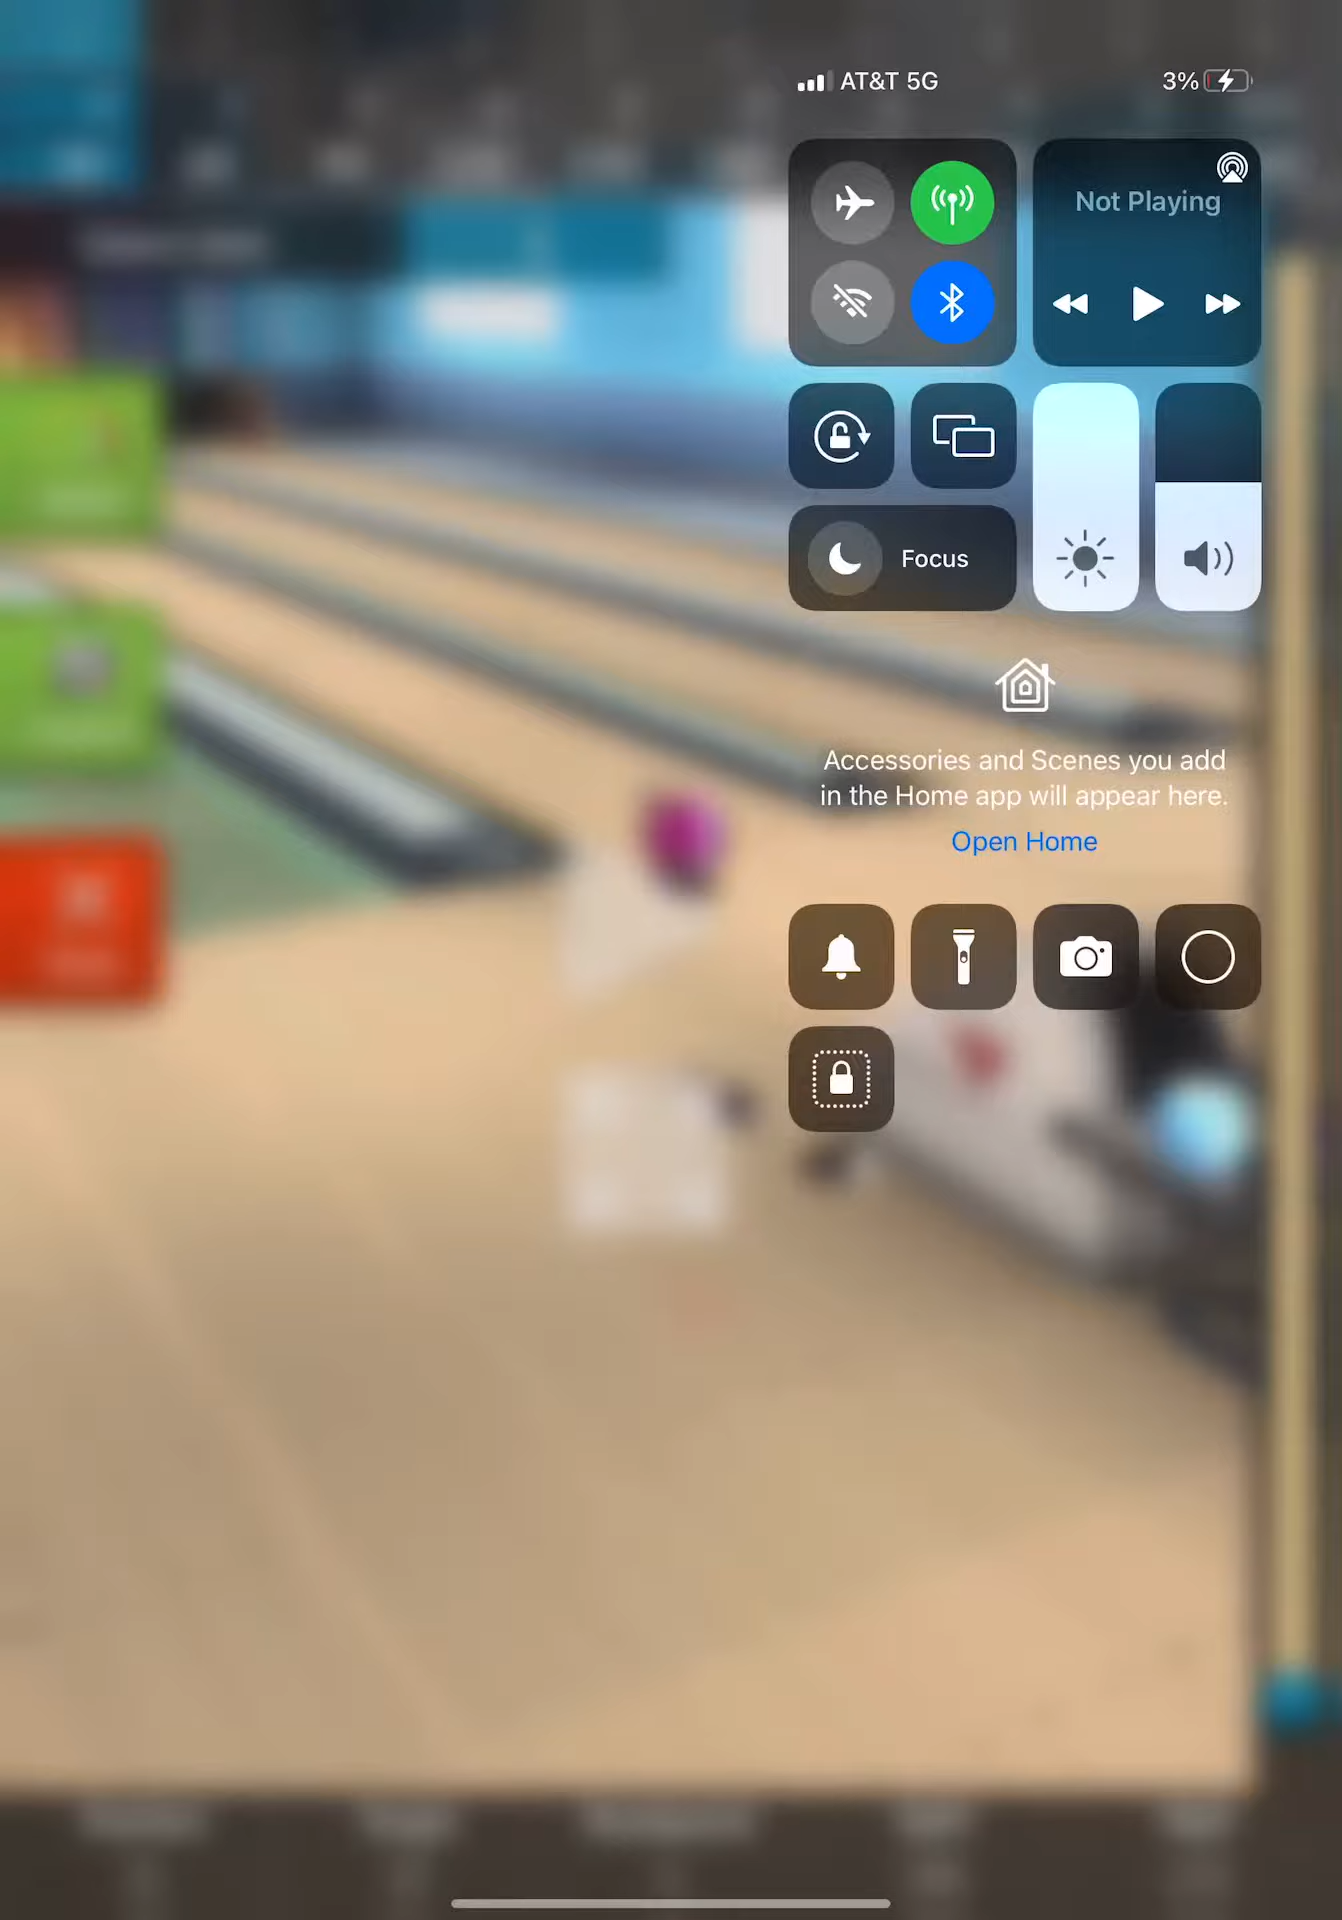 AT&T 5G 3%
Not Playing
Focus
Accessories and Scenes you add
in the Home app will appear here.
Open Home